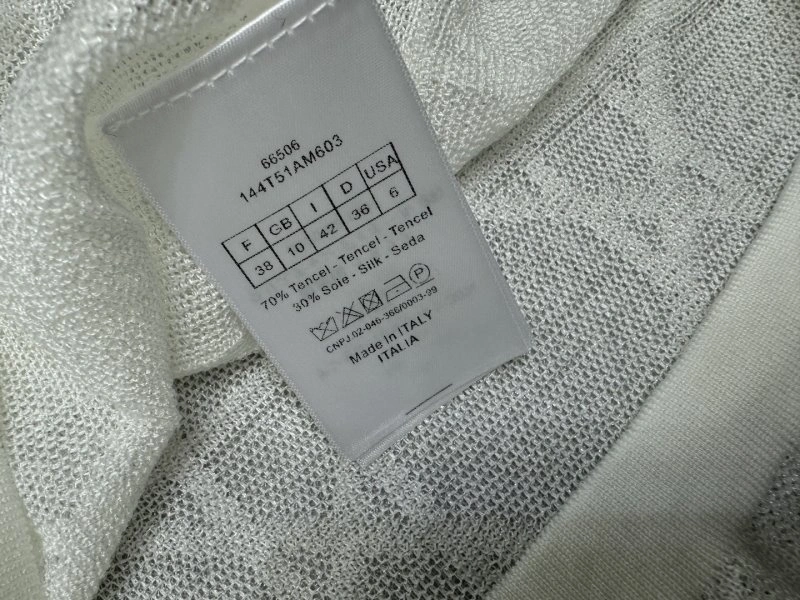 66506
144T51AM603
F GB I D USA
38 10 42 36 6
70% Tencel - Tencel - Tencel
30% Soie - Silk - Seda
P
CNPJ 02-046-366/0003-99
Made in ITALY
ITALIA